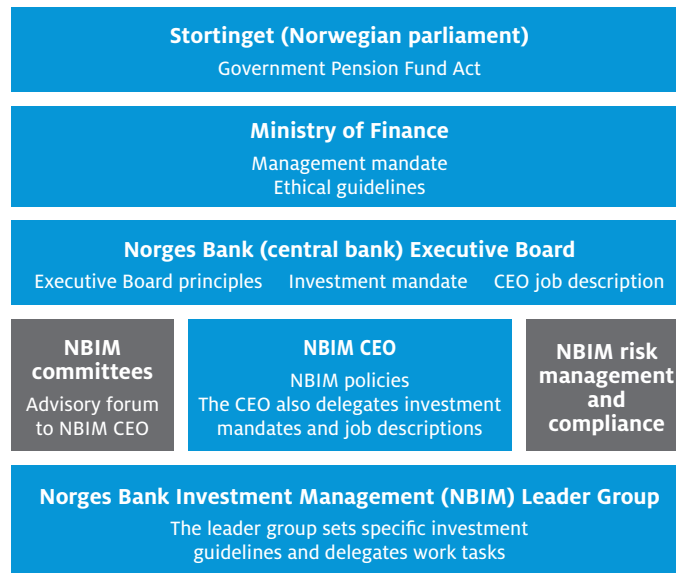 Stortinget (Norwegian parliament)
Government Pension Fund Act
Ministry of Finance
Management mandate
Ethical guidelines
Norges Bank (central bank) Executive Board
Executive Board principles Investment mandate CEO job description
NBIM
committees
Advisory forum
to NBIM CEO
NBIM CEO
NBIM policies
The CEO also delegates investment
mandates and job descriptions
NBIM risk
management
and
compliance
Norges Bank Investment Management (NBIM) Leader Group
The leader group sets specific investment
guidelines and delegates work tasks